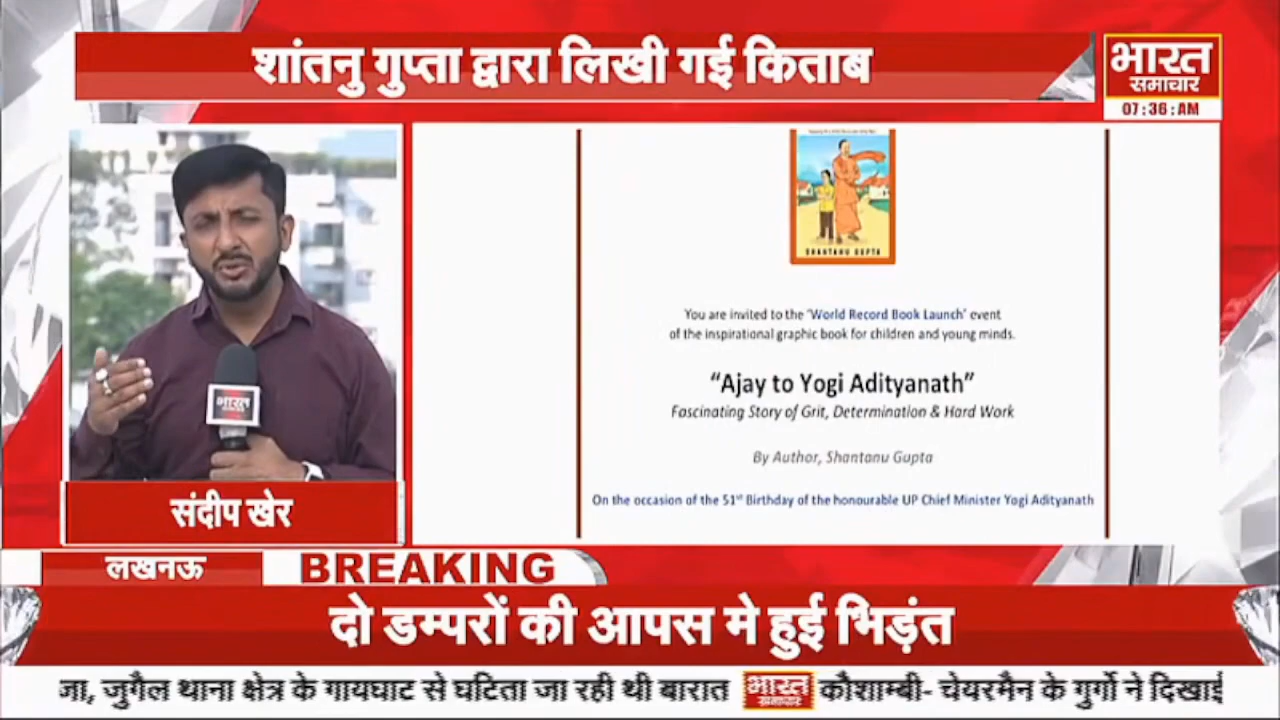 शांतनु गुप्ता द्वारा लिखी गई किताब
भारत
समाचार
07:36:AM
SHANTANU GUPTA
You are invited to the 'World Record Book Launch' event
of the inspirational graphic book for children and young minds.
"Ajay to Yogi Adityanath"
Fascinating Story of Grit, Determination & Hard Work
By Author, Shantanu Gupta
On the occasion of the 51st Birthday of the honourable UP Chief Minister Yogi Adityanath
भारत
संदीप खेर
लखनऊ
BREAKING
दो डम्परों की आपस मे हुई भिड़ंत
जा, जुगैल थाना क्षेत्र के गायघाट से घटिता जा रही थी बारात भारत समाचार कौशाम्बी- चेयरमैन के गुर्गो ने दिखाई